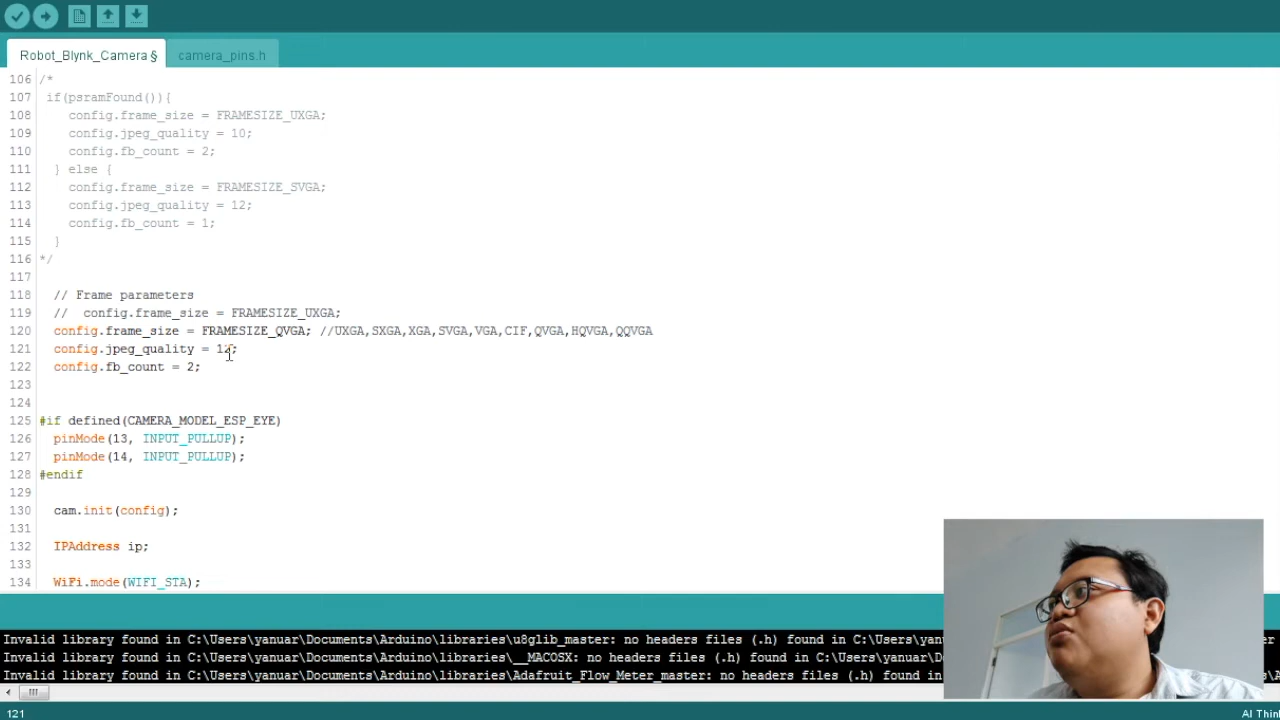 Robot_Blynk_Camera § camera_pins.h
106 /*
107 if(psramFound()){
108 config.frame_size = FRAMESIZE_UXGA;
109 config.jpeg_quality = 10;
110 config.fb_count = 2;
111 } else {
112 config.frame_size = FRAMESIZE_SVGA;
113 config.jpeg_quality = 12;
114 config.fb_count = 1;
115 }
116 */
117
118 // Frame parameters
119 // config.frame_size = FRAMESIZE_UXGA;
120 config.frame_size = FRAMESIZE_QVGA; //UXGA,SXGA,XGA,SVGA,VGA,CIF,QVGA,HQVGA,QQVGA
121 config.jpeg_quality = 12;
122 config.fb_count = 2;
123
124
125 #if defined(CAMERA_MODEL_ESP_EYE)
126 pinMode(13, INPUT_PULLUP);
127 pinMode(14, INPUT_PULLUP);
128 #endif
129
130 cam.init(config);
131
132 IPAddress ip;
133
134 WiFi.mode(WIFI_STA);
Invalid library found in C:\Users\yanuar\Documents\Arduino\libraries\u8glib_master: no headers files (.h) found in C:\Users\yanu
Invalid library found in C:\Users\yanuar\Documents\Arduino\libraries\__MACOSX: no headers files (.h) found in C:\Users\yanuar\D
Invalid library found in C:\Users\yanuar\Documents\Arduino\libraries\Adafruit_Flow_Meter_master: no headers files (.h) found in
121 AI Thin